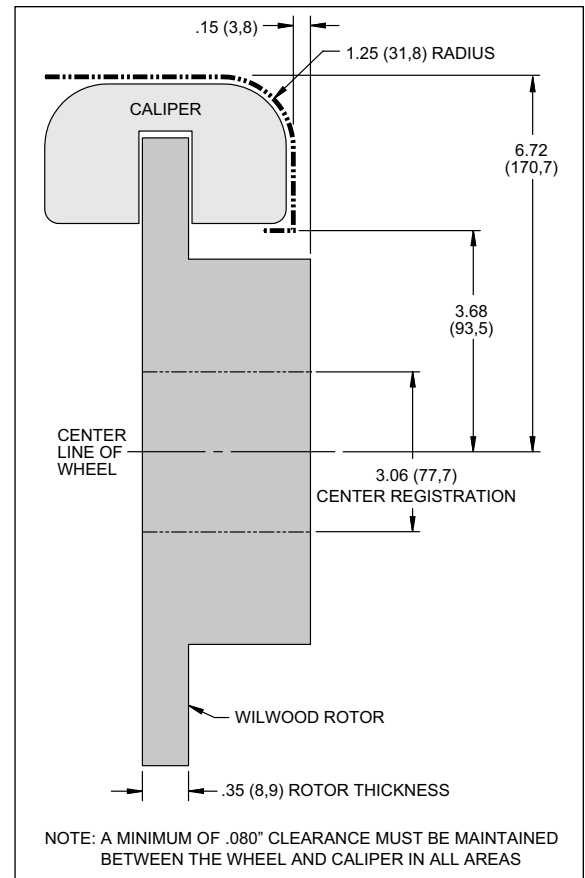 .15 (3,8)
1.25 (31,8) RADIUS
CALIPER
6.72
(170,7)
3.68
(93,5)
CENTER
LINE OF
WHEEL
3.06 (77,7)
CENTER REGISTRATION
WILWOOD ROTOR
.35 (8,9) ROTOR THICKNESS
NOTE: A MINIMUM OF .080" CLEARANCE MUST BE MAINTAINED
BETWEEN THE WHEEL AND CALIPER IN ALL AREAS